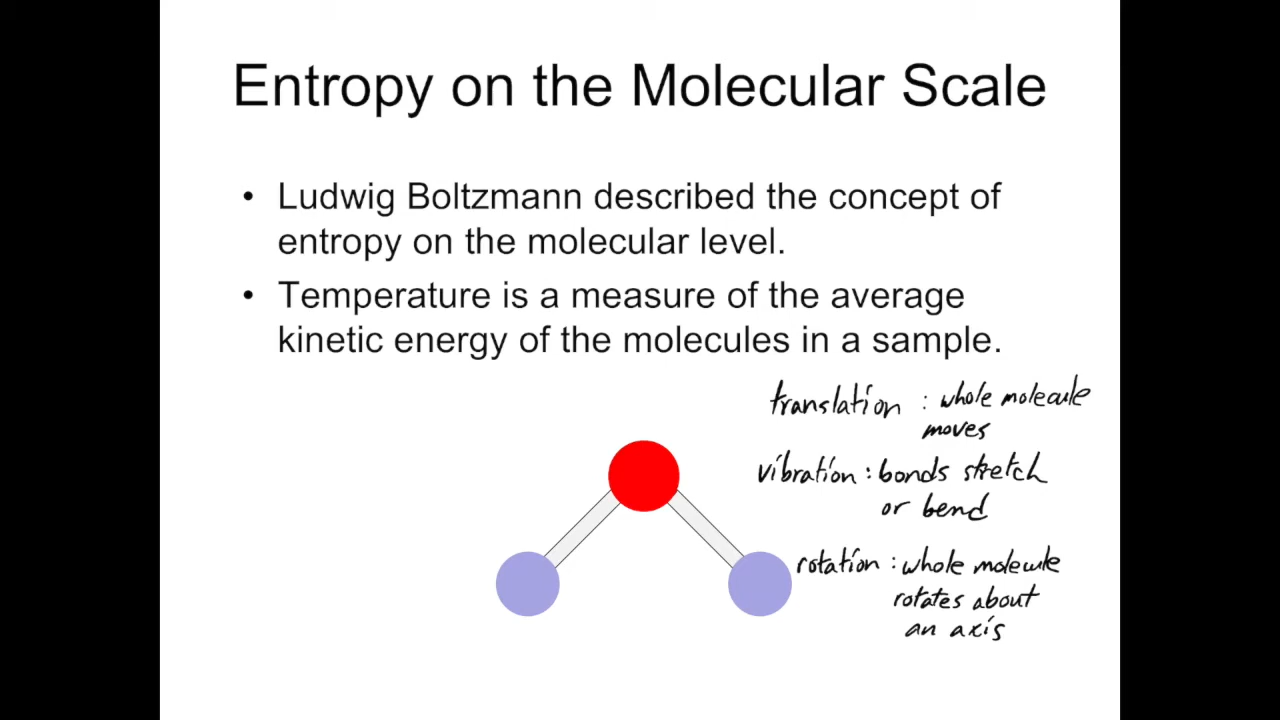 Entropy on the Molecular Scale
• Ludwig Boltzmann described the concept of
entropy on the molecular level.
• Temperature is a measure of the average
kinetic energy of the molecules in a sample.
translation : whole molecule
moves
vibration : bonds stretch
or bend
rotation : whole molecule
rotates about
an axis